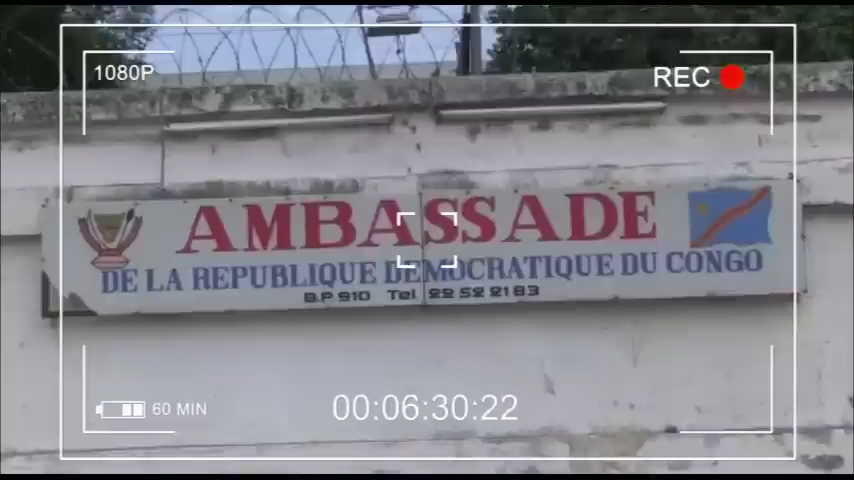 1080P
REC
AMBASSADE
DE LA REPUBLIQUE DEMOCRATIQUE DU CONGO
B.P 910 Tel 22 52 21 83
60 MIN
00:06:30:22